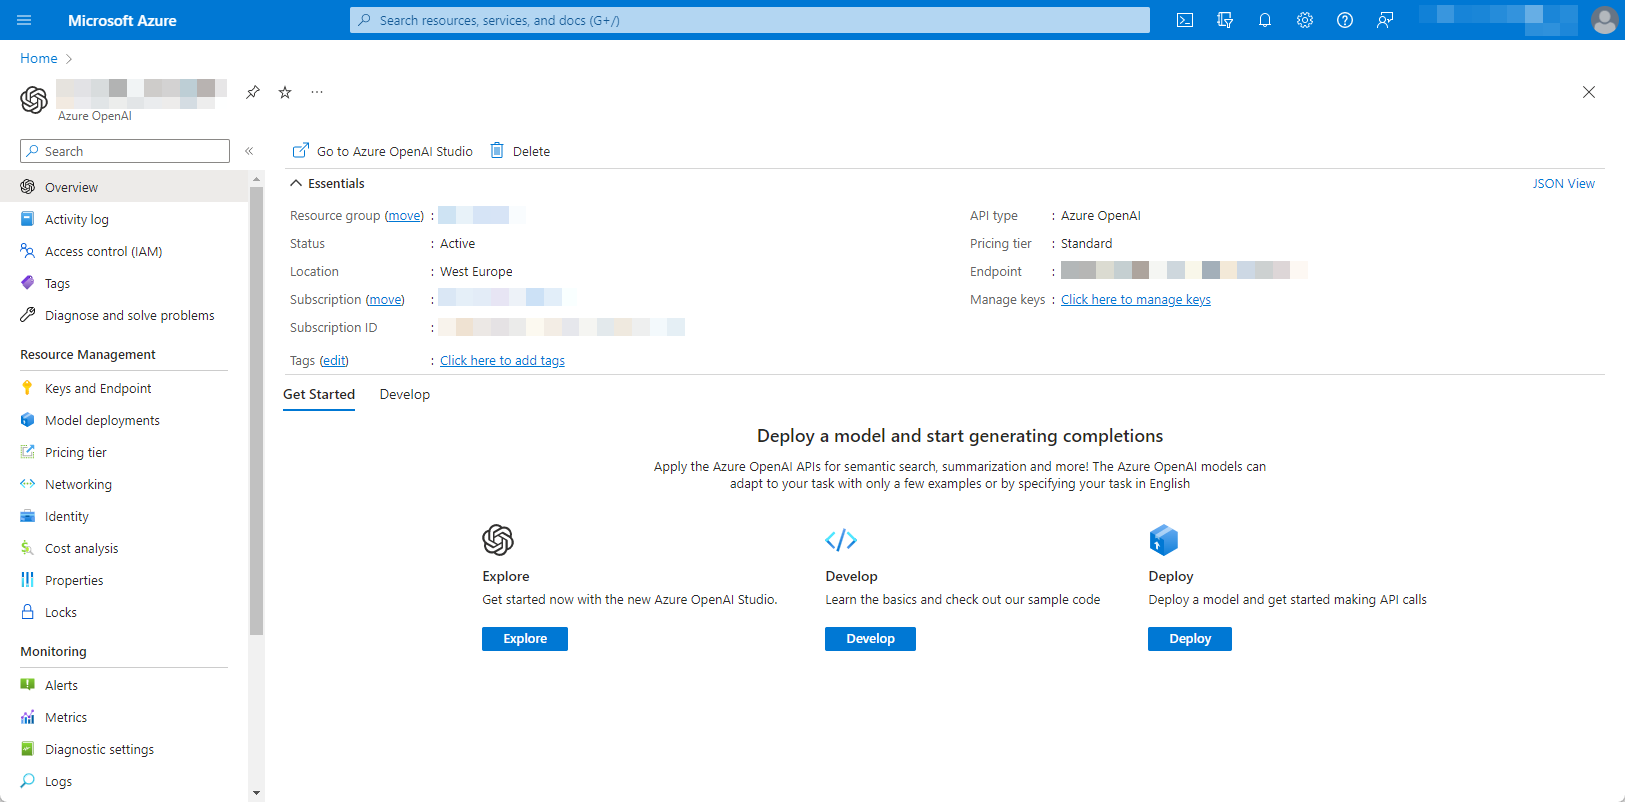 Microsoft Azure
Search resources, services, and docs (G+/)
Home
Azure OpenAI
Search
Overview
Activity log
Access control (IAM)
Tags
Diagnose and solve problems
Resource Management
Keys and Endpoint
Model deployments
Pricing tier
Networking
Identity
Cost analysis
Properties
Locks
Monitoring
Alerts
Metrics
Diagnostic settings
Logs
Go to Azure OpenAI Studio
Delete
Essentials
JSON View
Resource group (move) :
Status : Active
Location : West Europe
Subscription (move) :
Subscription ID :
Tags (edit) : Click here to add tags
API type : Azure OpenAI
Pricing tier : Standard
Endpoint :
Manage keys : Click here to manage keys
Get Started
Develop
Deploy a model and start generating completions
Apply the Azure OpenAI APIs for semantic search, summarization and more! The Azure OpenAI models can
adapt to your task with only a few examples or by specifying your task in English
Explore
Get started now with the new Azure OpenAI Studio.
Explore
Develop
Learn the basics and check out our sample code
Develop
Deploy
Deploy a model and get started making API calls
Deploy